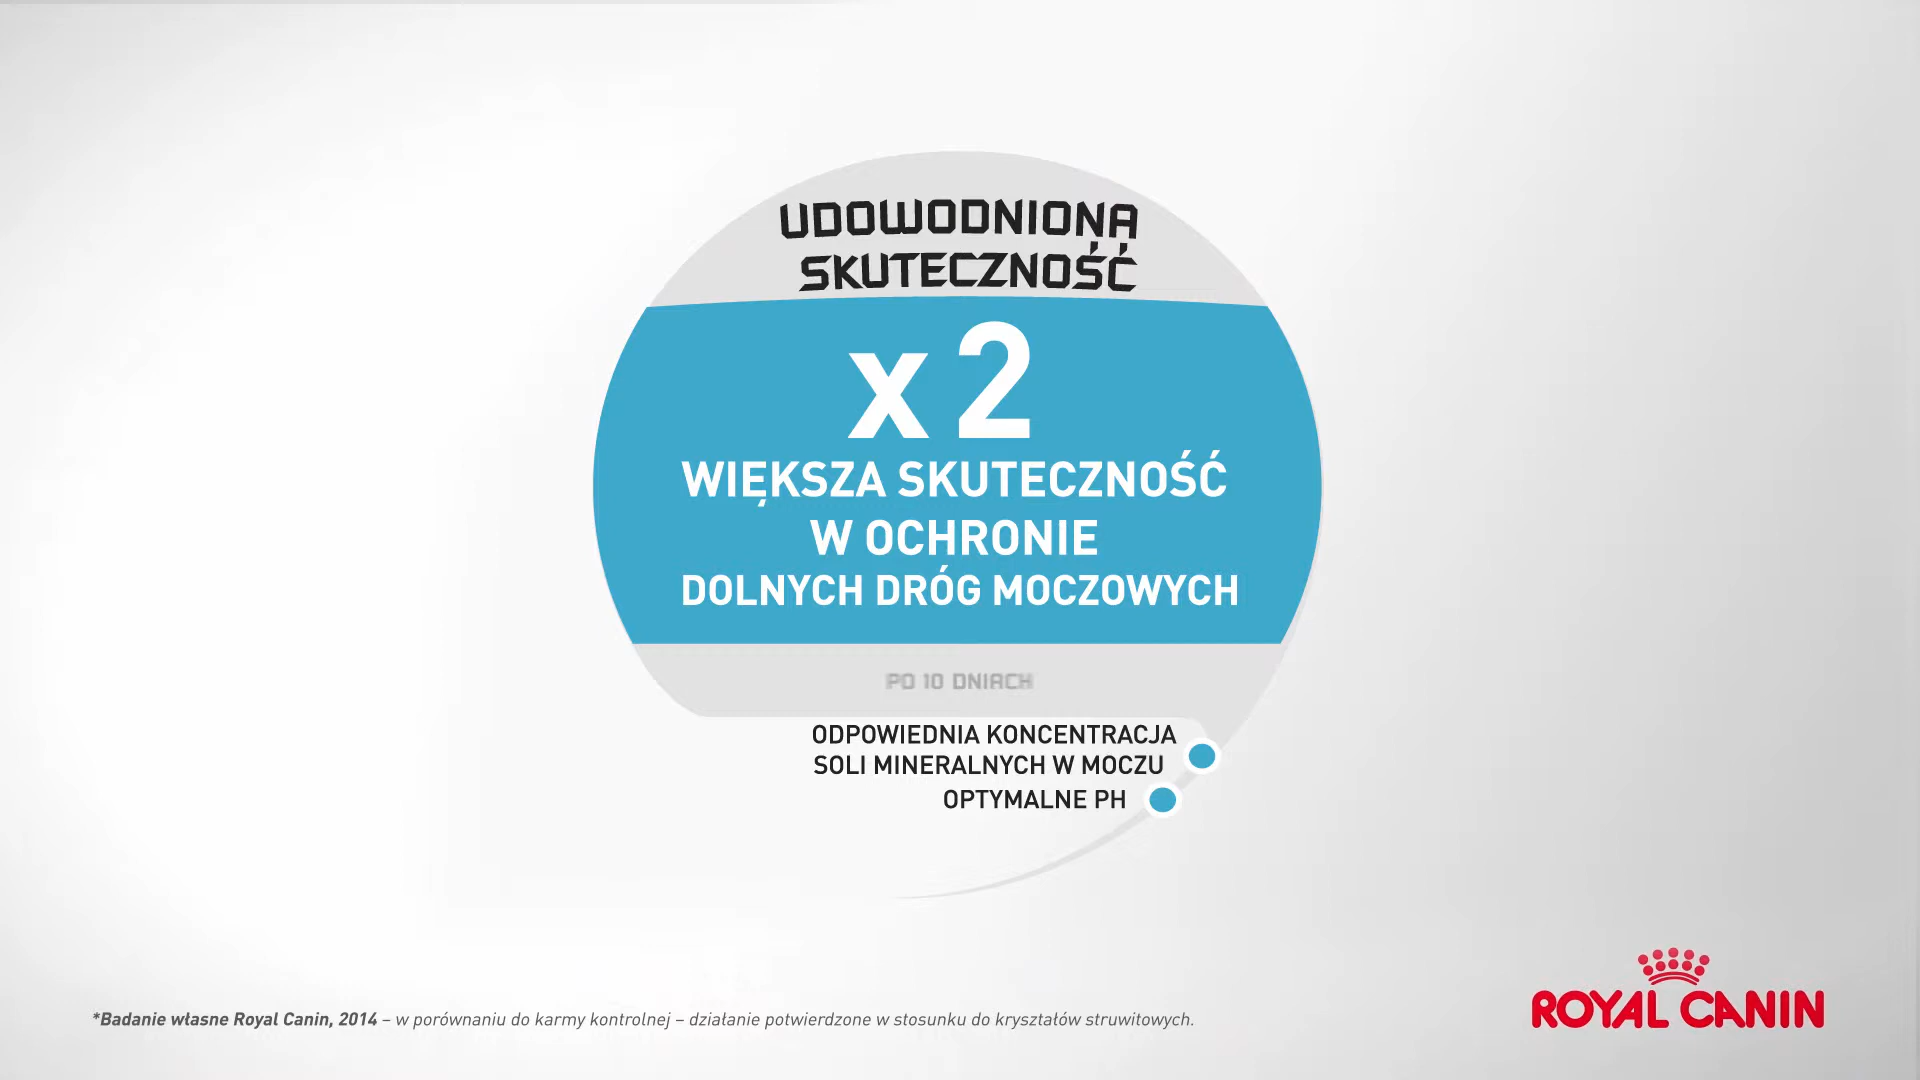 UDOWODNIONA
SKUTECZNOŚĆ
x2
WIĘKSZA SKUTECZNOŚĆ
W OCHRONIE
DOLNYCH DRÓG MOCZOWYCH
PO 10 DNIACH
ODPOWIEDNIA KONCENTRACJA
SOLI MINERALNYCH W MOCZU
OPTYMALNE PH
*Badanie własne Royal Canin, 2014 – w porównaniu do karmy kontrolnej – działanie potwierdzone w stosunku do kryształów struwitowych.
ROYAL CANIN